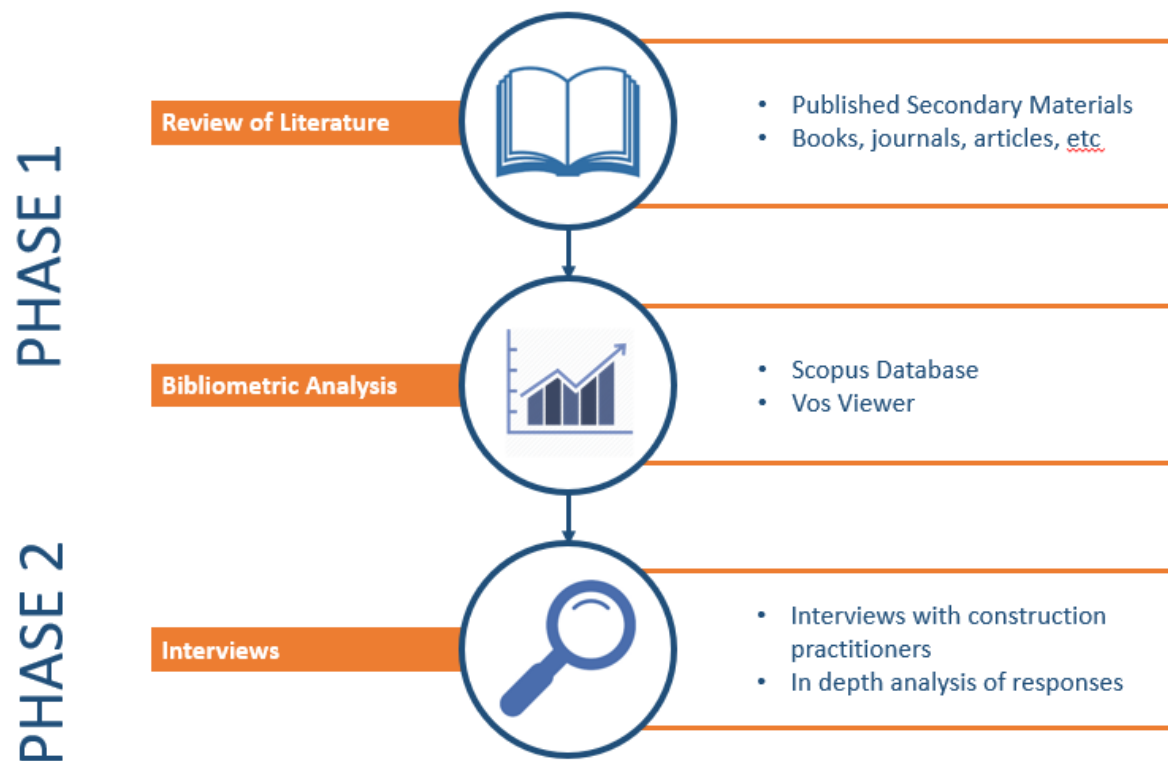 PHASE 1
Review of Literature
• Published Secondary Materials
• Books, journals, articles, etc
Bibliometric Analysis
• Scopus Database
• Vos Viewer
PHASE 2
Interviews
• Interviews with construction
practitioners
• In depth analysis of responses